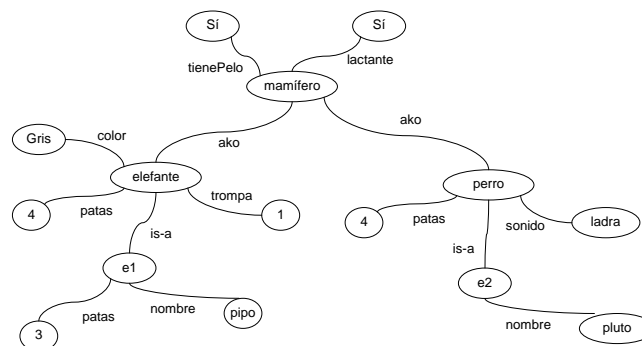 Sí
Sí
tienePelo
lactante
mamífero
ako
ako
Gris
color
elefante
perro
trompa
4
patas
1
4
patas
sonido
ladra
is-a
is-a
e1
e2
patas
nombre
pipo
3
nombre
pluto